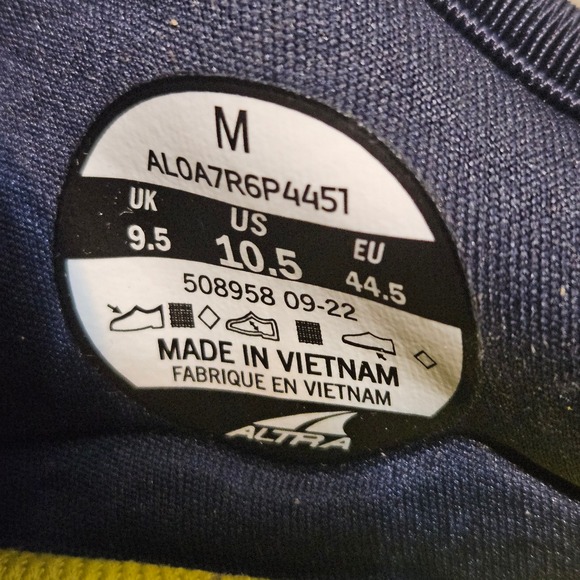 M
AL0A7R6P4451
UK US EU
9.5 10.5 44.5
508958 09-22
MADE IN VIETNAM
FABRIQUE EN VIETNAM
ALTRA